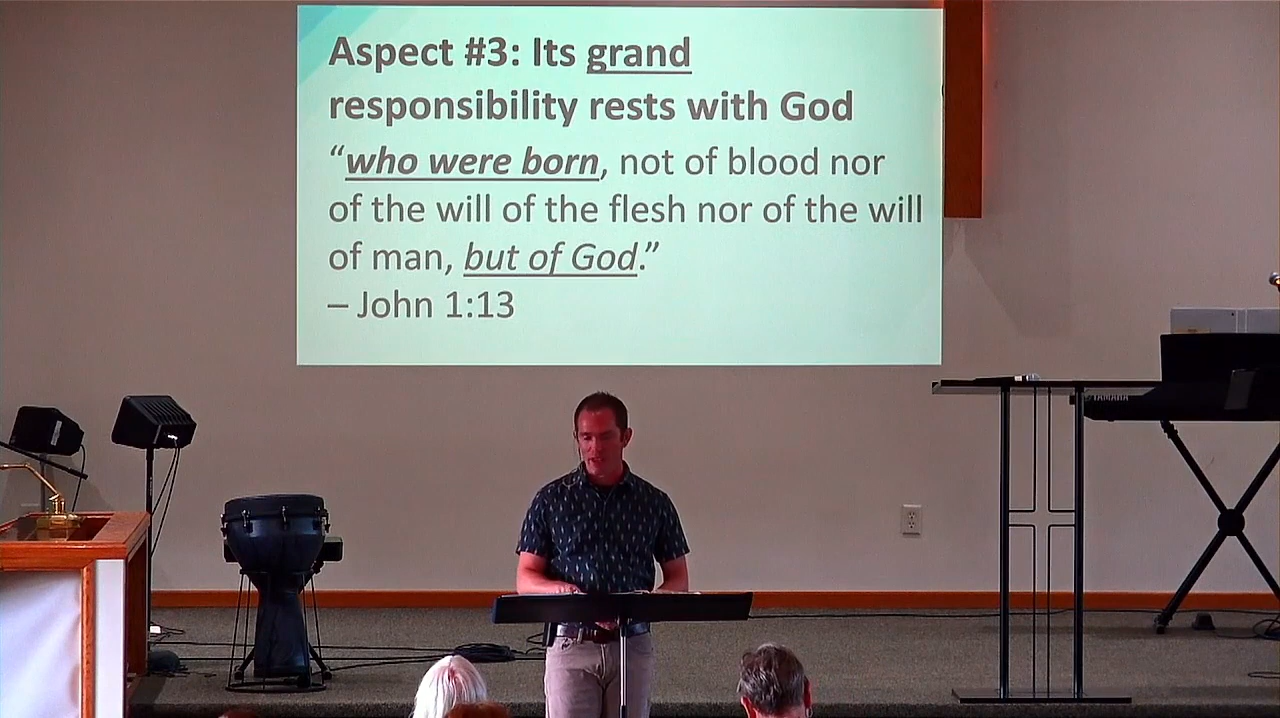 Aspect #3: Its grand
responsibility rests with God
“who were born, not of blood nor
of the will of the flesh nor of the will
of man, but of God.”
– John 1:13
YAMAHA